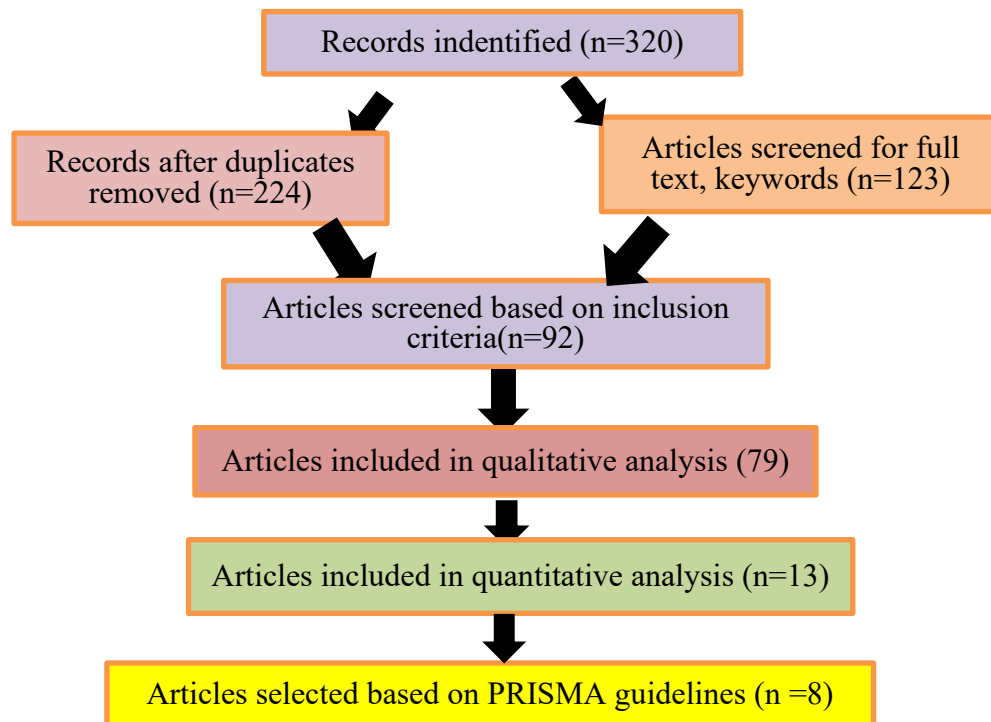 Records indentified (n=320)
Records after duplicates
removed (n=224)
Articles screened for full
text, keywords (n=123)
Articles screened based on inclusion
criteria(n=92)
Articles included in qualitative analysis (79)
Articles included in quantitative analysis (n=13)
Articles selected based on PRISMA guidelines (n =8)